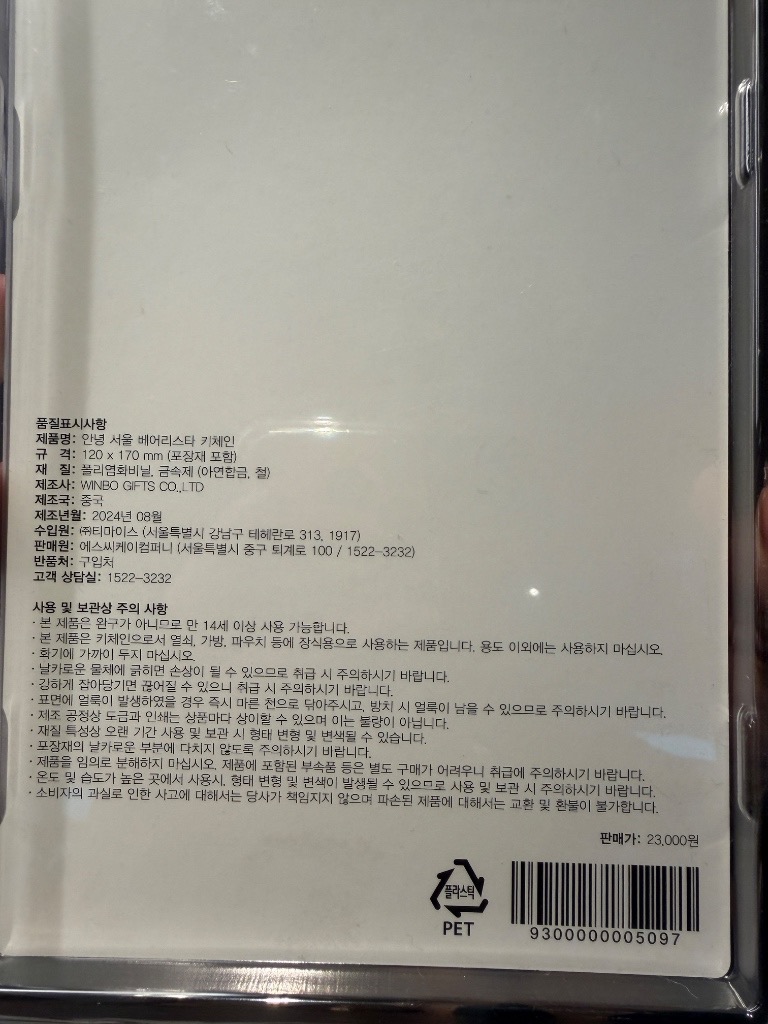 품질표시사항
제품명: 안녕 서울 베어리스타 키체인
규 격: 120 x 170 mm (포장재 포함)
재 질: 폴리염화비닐, 금속제 (아연합금, 철)
제조사: WINBO GIFTS CO.,LTD
제조국: 중국
제조년월: 2024년 08월
수입원: ㈜티마이스 (서울특별시 강남구 테헤란로 313, 1917)
판매원: 에스씨케이컴퍼니 (서울특별시 중구 퇴계로 100 / 1522-3232)
반품처: 구입처
고객 상담실: 1522-3232
사용 및 보관상 주의 사항
· 본 제품은 완구가 아니므로 만 14세 이상 사용 가능합니다.
· 본 제품은 키체인으로서 열쇠, 가방, 파우치 등에 장식용으로 사용하는 제품입니다. 용도 이외에는 사용하지 마십시오.
· 화기에 가까이 두지 마십시오.
· 날카로운 물체에 긁히면 손상이 될 수 있으므로 취급 시 주의하시기 바랍니다.
· 강하게 잡아당기면 끊어질 수 있으니 취급 시 주의하시기 바랍니다.
· 표면에 얼룩이 발생하였을 경우 즉시 마른 천으로 닦아주시고, 방치 시 얼룩이 남을 수 있으므로 주의하시기 바랍니다.
· 제조 공정상 도금과 인쇄는 상품마다 상이할 수 있으며 이는 불량이 아닙니다.
· 재질 특성상 오랜 기간 사용 및 보관 시 형태 변형 및 변색될 수 있습니다.
· 포장재의 날카로운 부분에 다치지 않도록 주의하시기 바랍니다.
· 제품을 임의로 분해하지 마십시오. 제품에 포함된 부속품 등은 별도 구매가 어려우니 취급에 주의하시기 바랍니다.
· 온도 및 습도가 높은 곳에서 사용시, 형태 변형 및 변색이 발생될 수 있으므로 사용 및 보관 시 주의하시기 바랍니다.
· 소비자의 과실로 인한 사고에 대해서는 당사가 책임지지 않으며 파손된 제품에 대해서는 교환 및 환불이 불가합니다.
판매가: 23,000원
플라스틱
PET
9300000005097